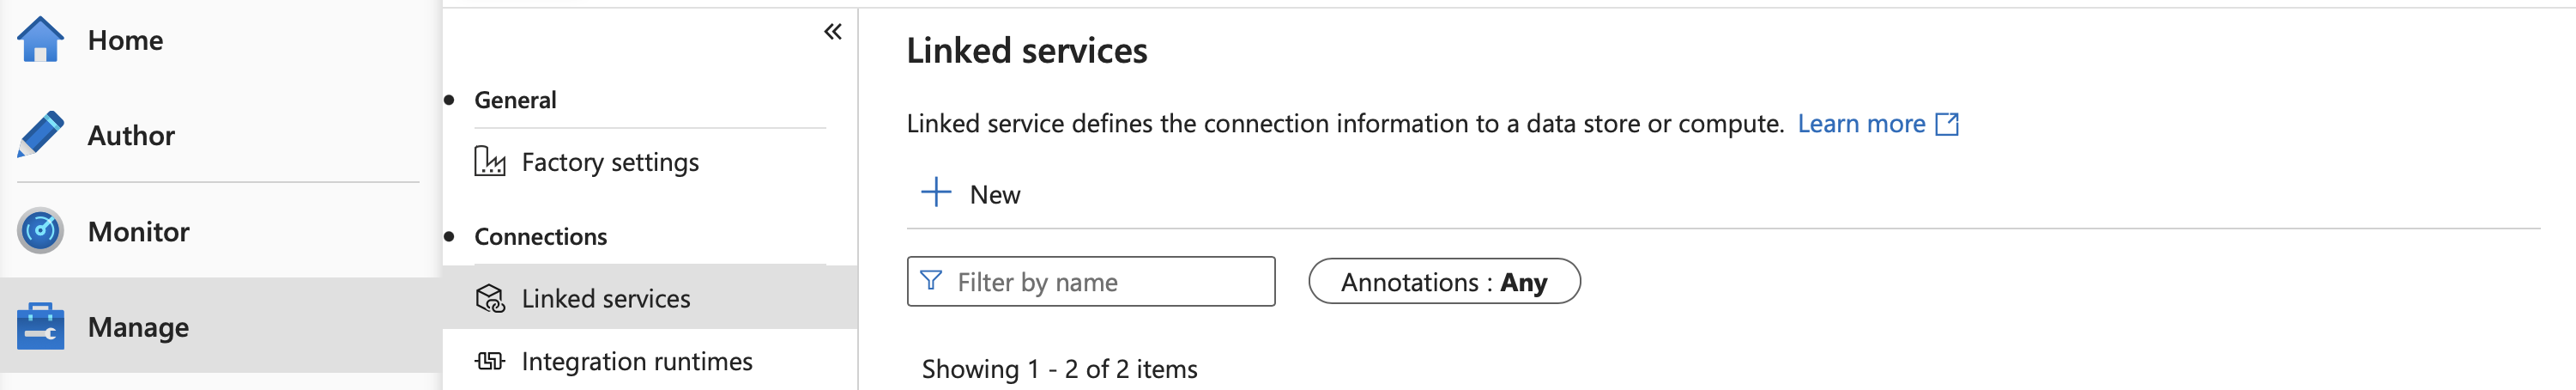 Home
Author
Monitor
Manage
General
Factory settings
Connections
Linked services
Integration runtimes
Linked services
Linked service defines the connection information to a data store or compute. Learn more
New
Filter by name
Annotations : Any
Showing 1 - 2 of 2 items